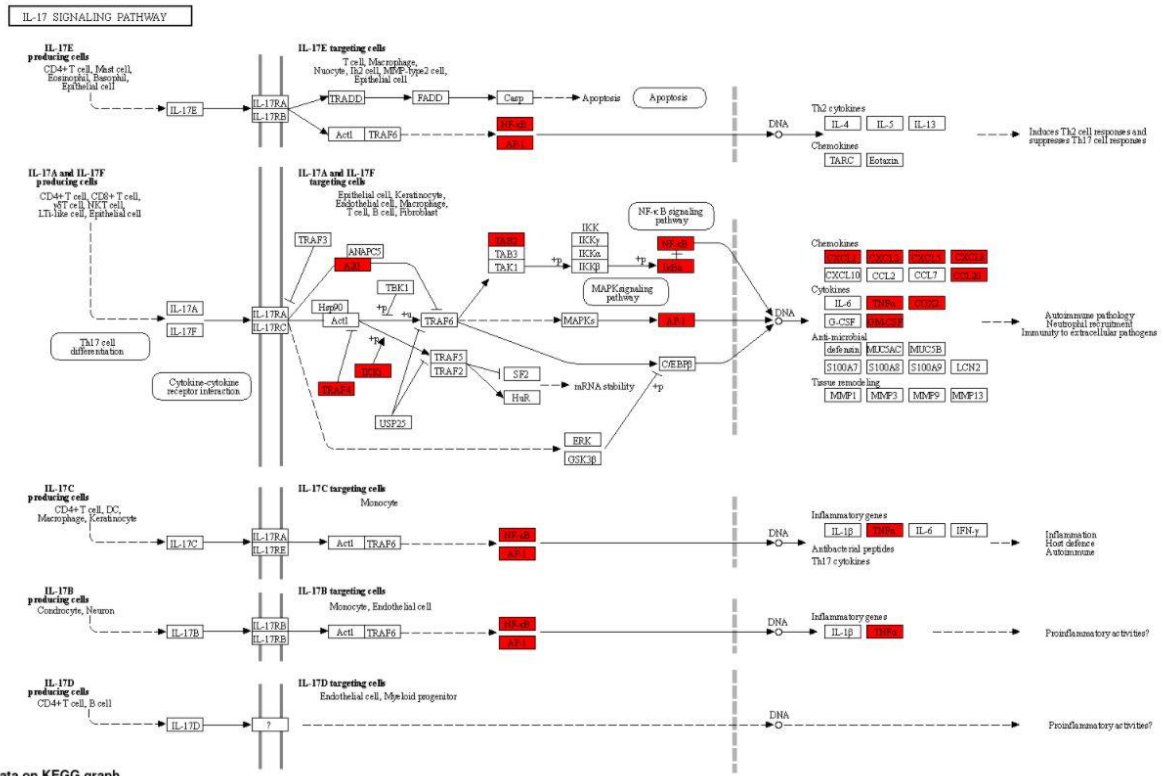 IL-17 SIGNALING PATHWAY
IL-17E
producing cells
CD4+ T cell, Mast cell,
Eosinophil, Basophil,
Epithelial cell
IL-17E
IL-17RA
IL-17RB
IL-17E targeting cells
T cell, Macrophage,
Nuocyte, Ih2 cell, MMP-type2 cell,
Epithelial cell
TRADD
FADD
Casp
Apoptosis
Apoptosis
Act1
TRAF6
NF-κB
AP-1
DNA
Th2 cytokines
IL-4
IL-5
IL-13
Chemokines
TARC
Eotaxin
Induces Th2 cell responses and
suppresses Th17 cell responses
IL-17A and IL-17F
producing cells
CD4+ T cell, CD8+ T cell,
γδT cell, NKT cell,
LTi-like cell, Epithelial cell
IL-17A
IL-17F
IL-17RA
IL-17RC
Th17 cell
differentiation
Cytokine-cytokine
receptor interaction
IL-17A and IL-17F
targeting cells
Epithelial cell, Keratinocyte,
Endothelial cell, Macrophage,
T cell, B cell, Fibroblast
TRAF3
ANAPC5
A20
TBK1
+p
Hsp90
Act1
+u
TRAF6
+p
TRAF4
IKKi
TRAF5
TRAF2
USP25
SF2
HuR
mRNA stability
TAB2
TAB3
TAK1
+p
IKK
IKKγ
IKKα
IKKβ
+p
NF-κB signaling
pathway
NF-κB
IκBα
MAPK signaling
pathway
MAPKs
AP-1
C/EBPβ
+p
ERK
GSK3β
DNA
Chemokines
CXCL1
CXCL5
CXCL8
CXCL10
CCL2
CCL7
CCL20
Cytokines
IL-6
TNFα
COX2
G-CSF
GM-CSF
Anti-microbial
defensin
MUC5AC
MUC5B
S100A7
S100A8
S100A9
LCN2
Tissue remodeling
MMP1
MMP3
MMP9
MMP13
Autoimmune pathology
Neutrophil recruitment
Immunity to extracellular pathogens
IL-17C
producing cells
CD4+ T cell, DC,
Macrophage, Keratinocyte
IL-17C
IL-17RA
IL-17RE
IL-17C targeting cells
Monocyte
Act1
TRAF6
NF-κB
AP-1
DNA
Inflammatory genes
IL-1β
TNFα
IL-6
IFN-γ
Antibacterial peptides
Th17 cytokines
Inflammation
Host defence
Autoimmune
IL-17B
producing cells
Condrocyte, Neuron
IL-17B
IL-17RB
IL-17RB
IL-17B targeting cells
Monocyte, Endothelial cell
Act1
TRAF6
NF-κB
AP-1
DNA
Inflammatory genes
IL-1β
TNFα
Proinflammatory activities?
IL-17D
producing cells
CD4+ T cell, B cell
IL-17D
?
IL-17D targeting cells
Endothelial cell, Myeloid progenitor
DNA
Proinflammatory activities?
ata on KEGG graph